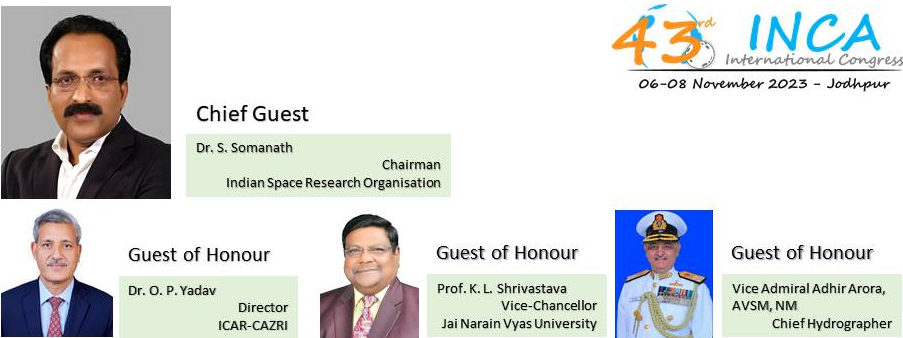 43rd INCA
International Congress
06-08 November 2023 - Jodhpur
Chief Guest
Dr. S. Somanath
Chairman
Indian Space Research Organisation
Guest of Honour
Dr. O. P. Yadav
Director
ICAR-CAZRI
Guest of Honour
Prof. K. L. Shrivastava
Vice-Chancellor
Jai Narain Vyas University
Guest of Honour
Vice Admiral Adhir Arora,
AVSM, NM
Chief Hydrographer